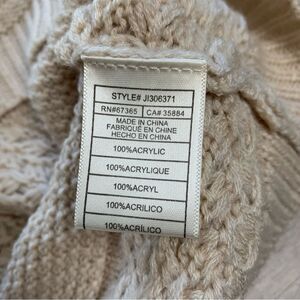 STYLE# JI306371
RN#67365 CA# 35884
MADE IN CHINA
FABRIQUÉ EN CHINE
HECHO EN CHINA
100%ACRYLIC
100%ACRYLIQUE
100%ACRYL
100%ACRILICO
100%ACRÍLICO